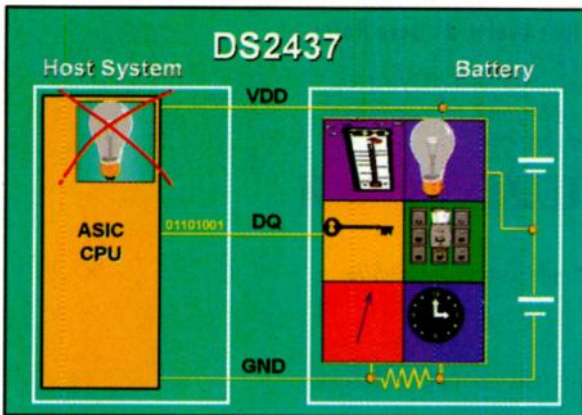 DS2437
Host System
Battery
VDD
ASIC
CPU
01101001
DQ
GND